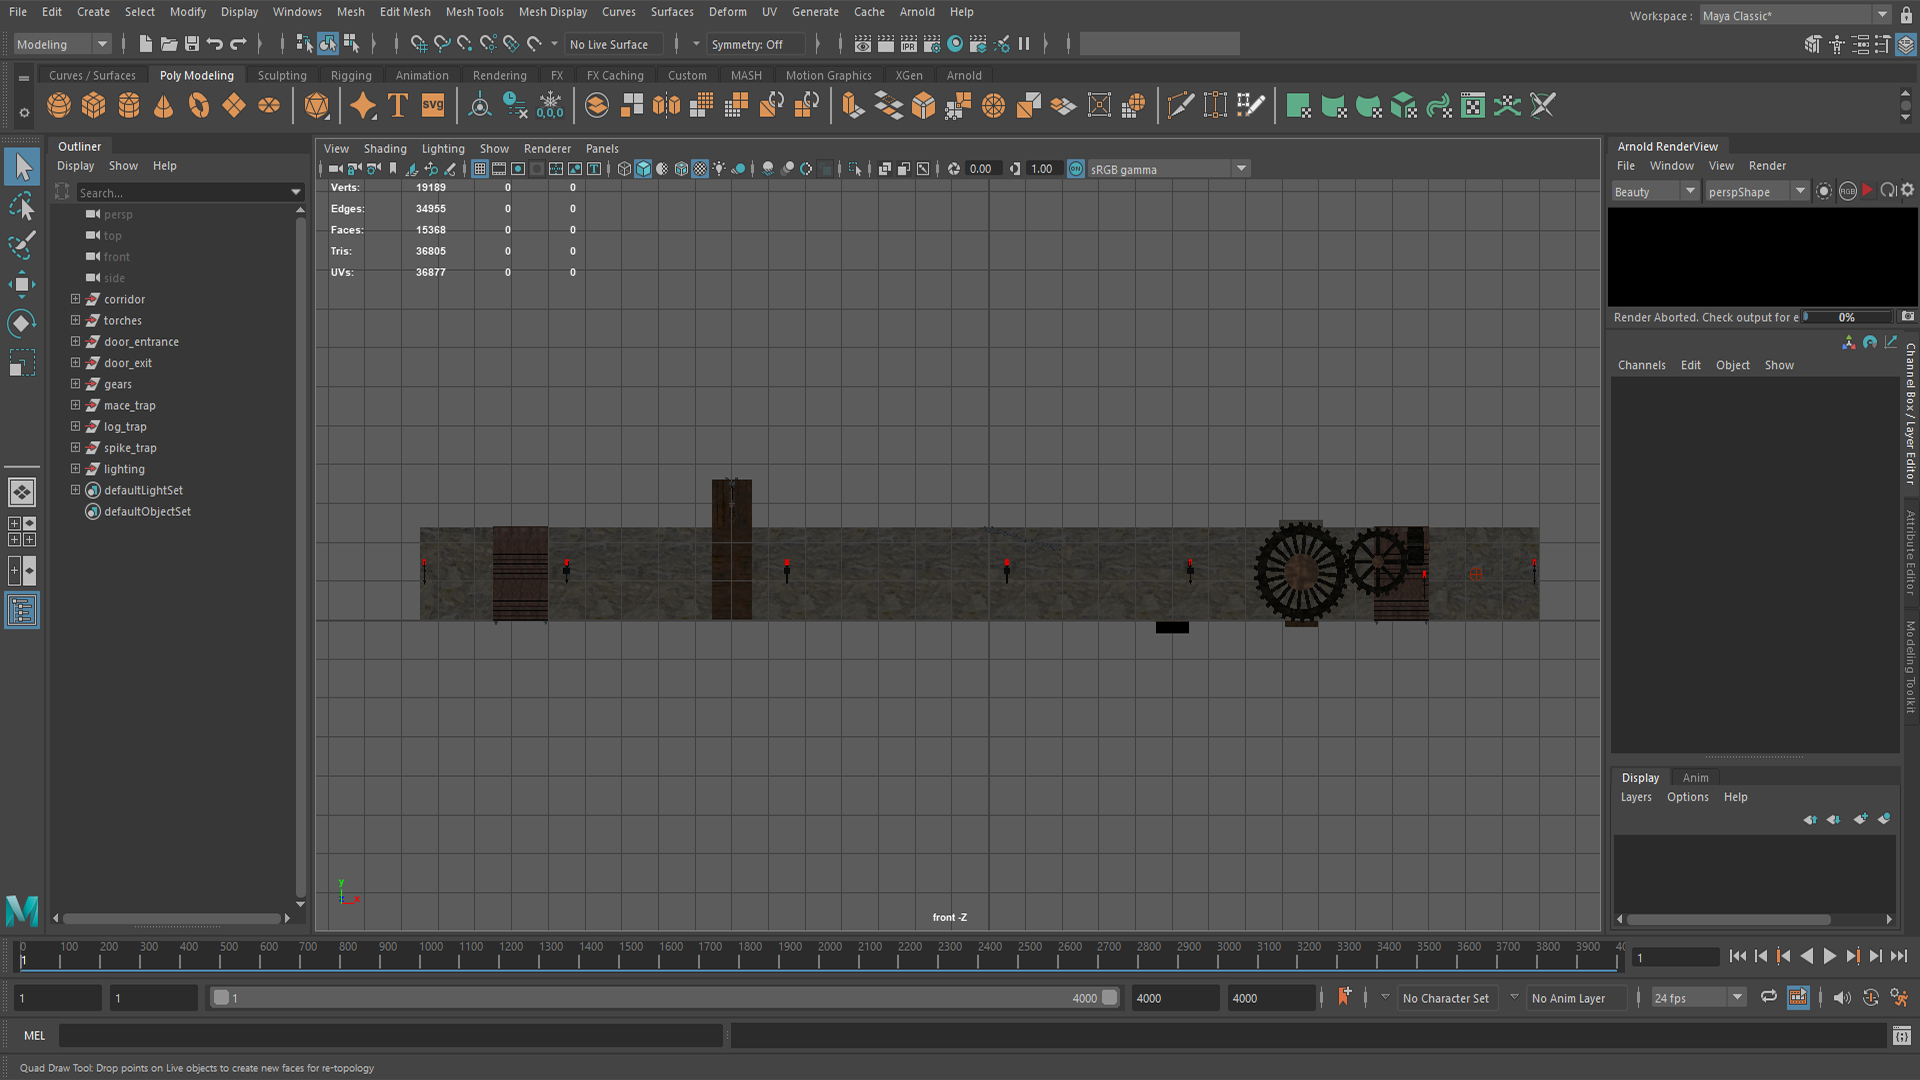 File Edit Create Select Modify Display Windows Mesh Edit Mesh Mesh Tools Mesh Display Curves Surfaces Deform UV Generate Cache Arnold Help
Workspace : Maya Classic*
Modeling No Live Surface Symmetry: Off
Curves / Surfaces Poly Modeling Sculpting Rigging Animation Rendering FX FX Caching Custom MASH Motion Graphics XGen Arnold
T svg 0,0,0
Outliner
Display Show Help
Search...
persp
top
front
side
corridor
torches
door_entrance
door_exit
gears
mace_trap
log_trap
spike_trap
lighting
defaultLightSet
defaultObjectSet
View Shading Lighting Show Renderer Panels
0.00 1.00 sRGB gamma
Verts: 19189 0 0
Edges: 34955 0 0
Faces: 15368 0 0
Tris: 36805 0 0
UVs: 36877 0 0
y
x
front -Z
Arnold RenderView
File Window View Render
Beauty perspShape RGB
Render Aborted. Check output for e 0%
Channels Edit Object Show
Channel Box / Layer Editor
Attribute Editor
Modeling Toolkit
Display Anim
Layers Options Help
0 100 200 300 400 500 600 700 800 900 1000 1100 1200 1300 1400 1500 1600 1700 1800 1900 2000 2100 2200 2300 2400 2500 2600 2700 2800 2900 3000 3100 3200 3300 3400 3500 3600 3700 3800 3900 40
1
1
1 1 1 4000 4000 4000 No Character Set No Anim Layer 24 fps
MEL
Quad Draw Tool: Drop points on Live objects to create new faces for re-topology